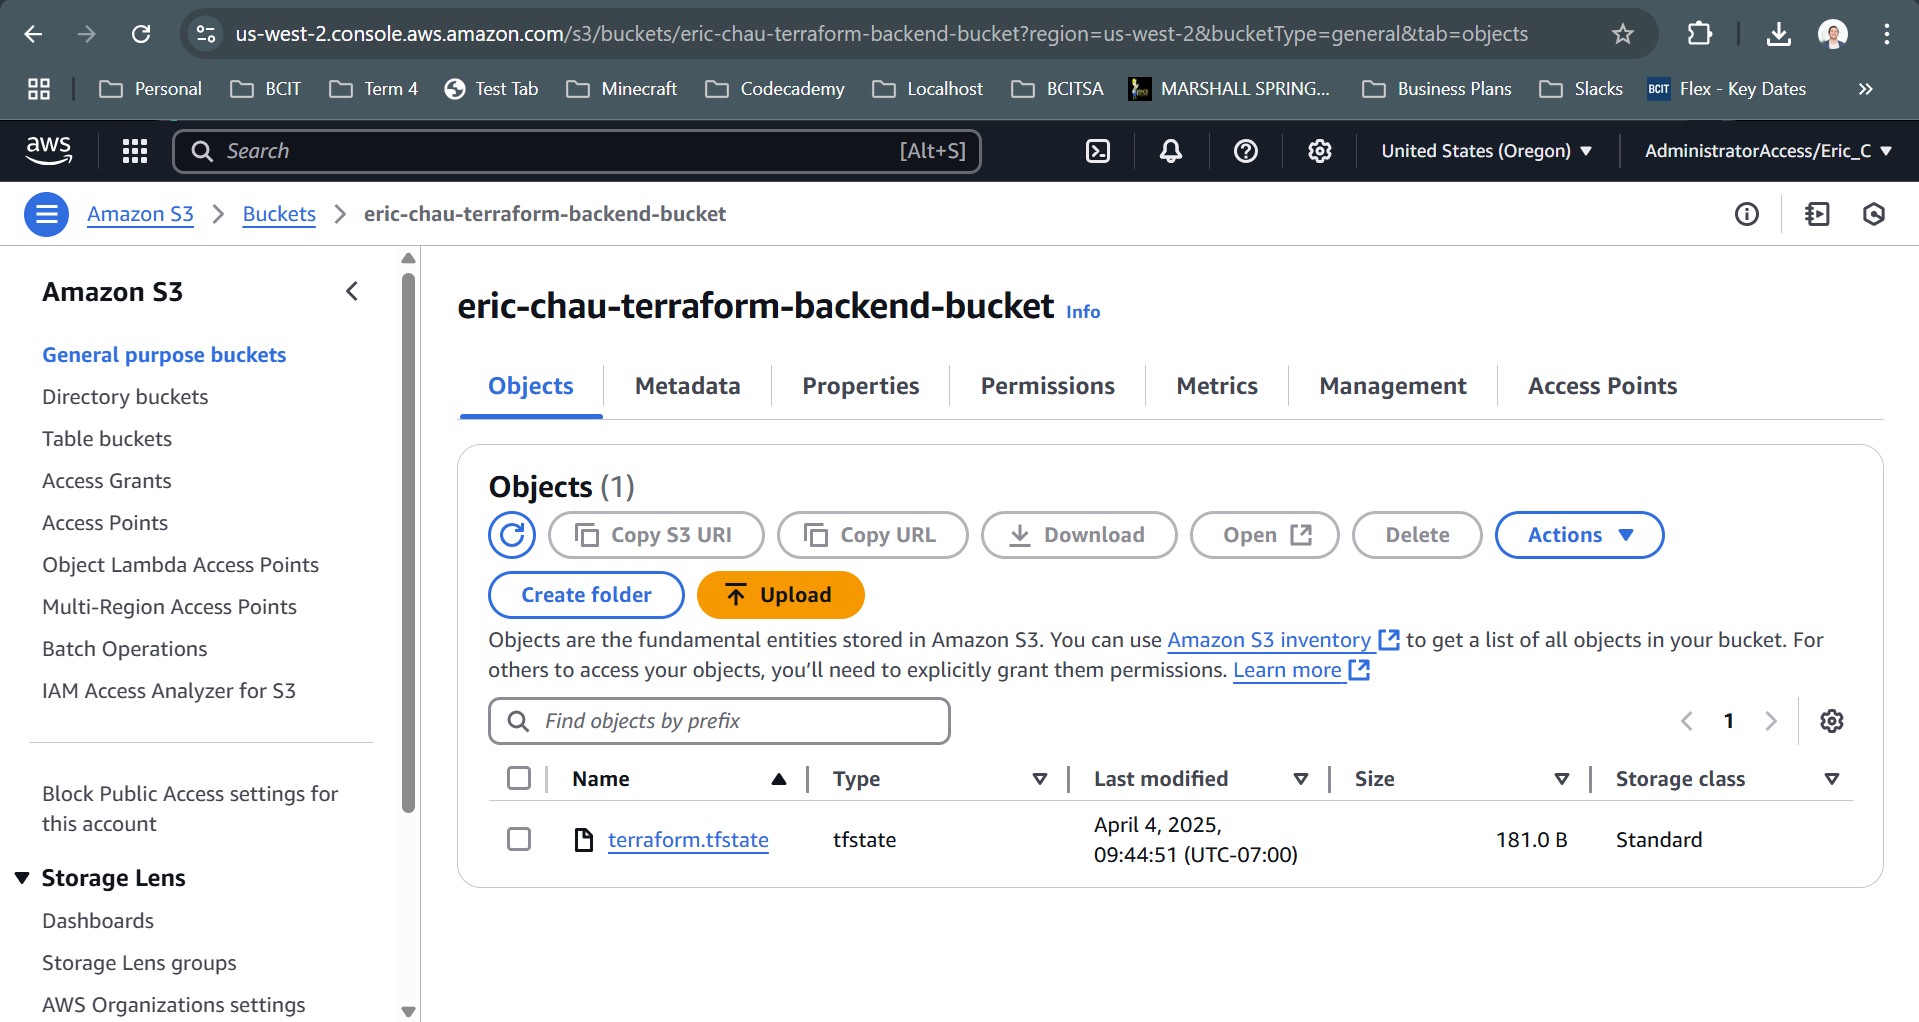 us-west-2.console.aws.amazon.com/s3/buckets/eric-chau-terraform-backend-bucket?region=us-west-2&bucketType=general&tab=objects
Personal BCIT Term 4 Test Tab Minecraft Codecademy Localhost BCITSA MARSHALL SPRING... Business Plans Slacks BCIT Flex - Key Dates »
aws Search [Alt+S] United States (Oregon) AdministratorAccess/Eric_C
Amazon S3 > Buckets > eric-chau-terraform-backend-bucket
Amazon S3
General purpose buckets
Directory buckets
Table buckets
Access Grants
Access Points
Object Lambda Access Points
Multi-Region Access Points
Batch Operations
IAM Access Analyzer for S3
Block Public Access settings for
this account
Storage Lens
Dashboards
Storage Lens groups
AWS Organizations settings
eric-chau-terraform-backend-bucket Info
Objects Metadata Properties Permissions Metrics Management Access Points
Objects (1)
Copy S3 URI Copy URL Download Open Delete Actions
Create folder Upload
Objects are the fundamental entities stored in Amazon S3. You can use Amazon S3 inventory to get a list of all objects in your bucket. For
others to access your objects, you’ll need to explicitly grant them permissions. Learn more
Find objects by prefix 1
Name Type Last modified Size Storage class
terraform.tfstate tfstate April 4, 2025, 181.0 B Standard
09:44:51 (UTC-07:00)